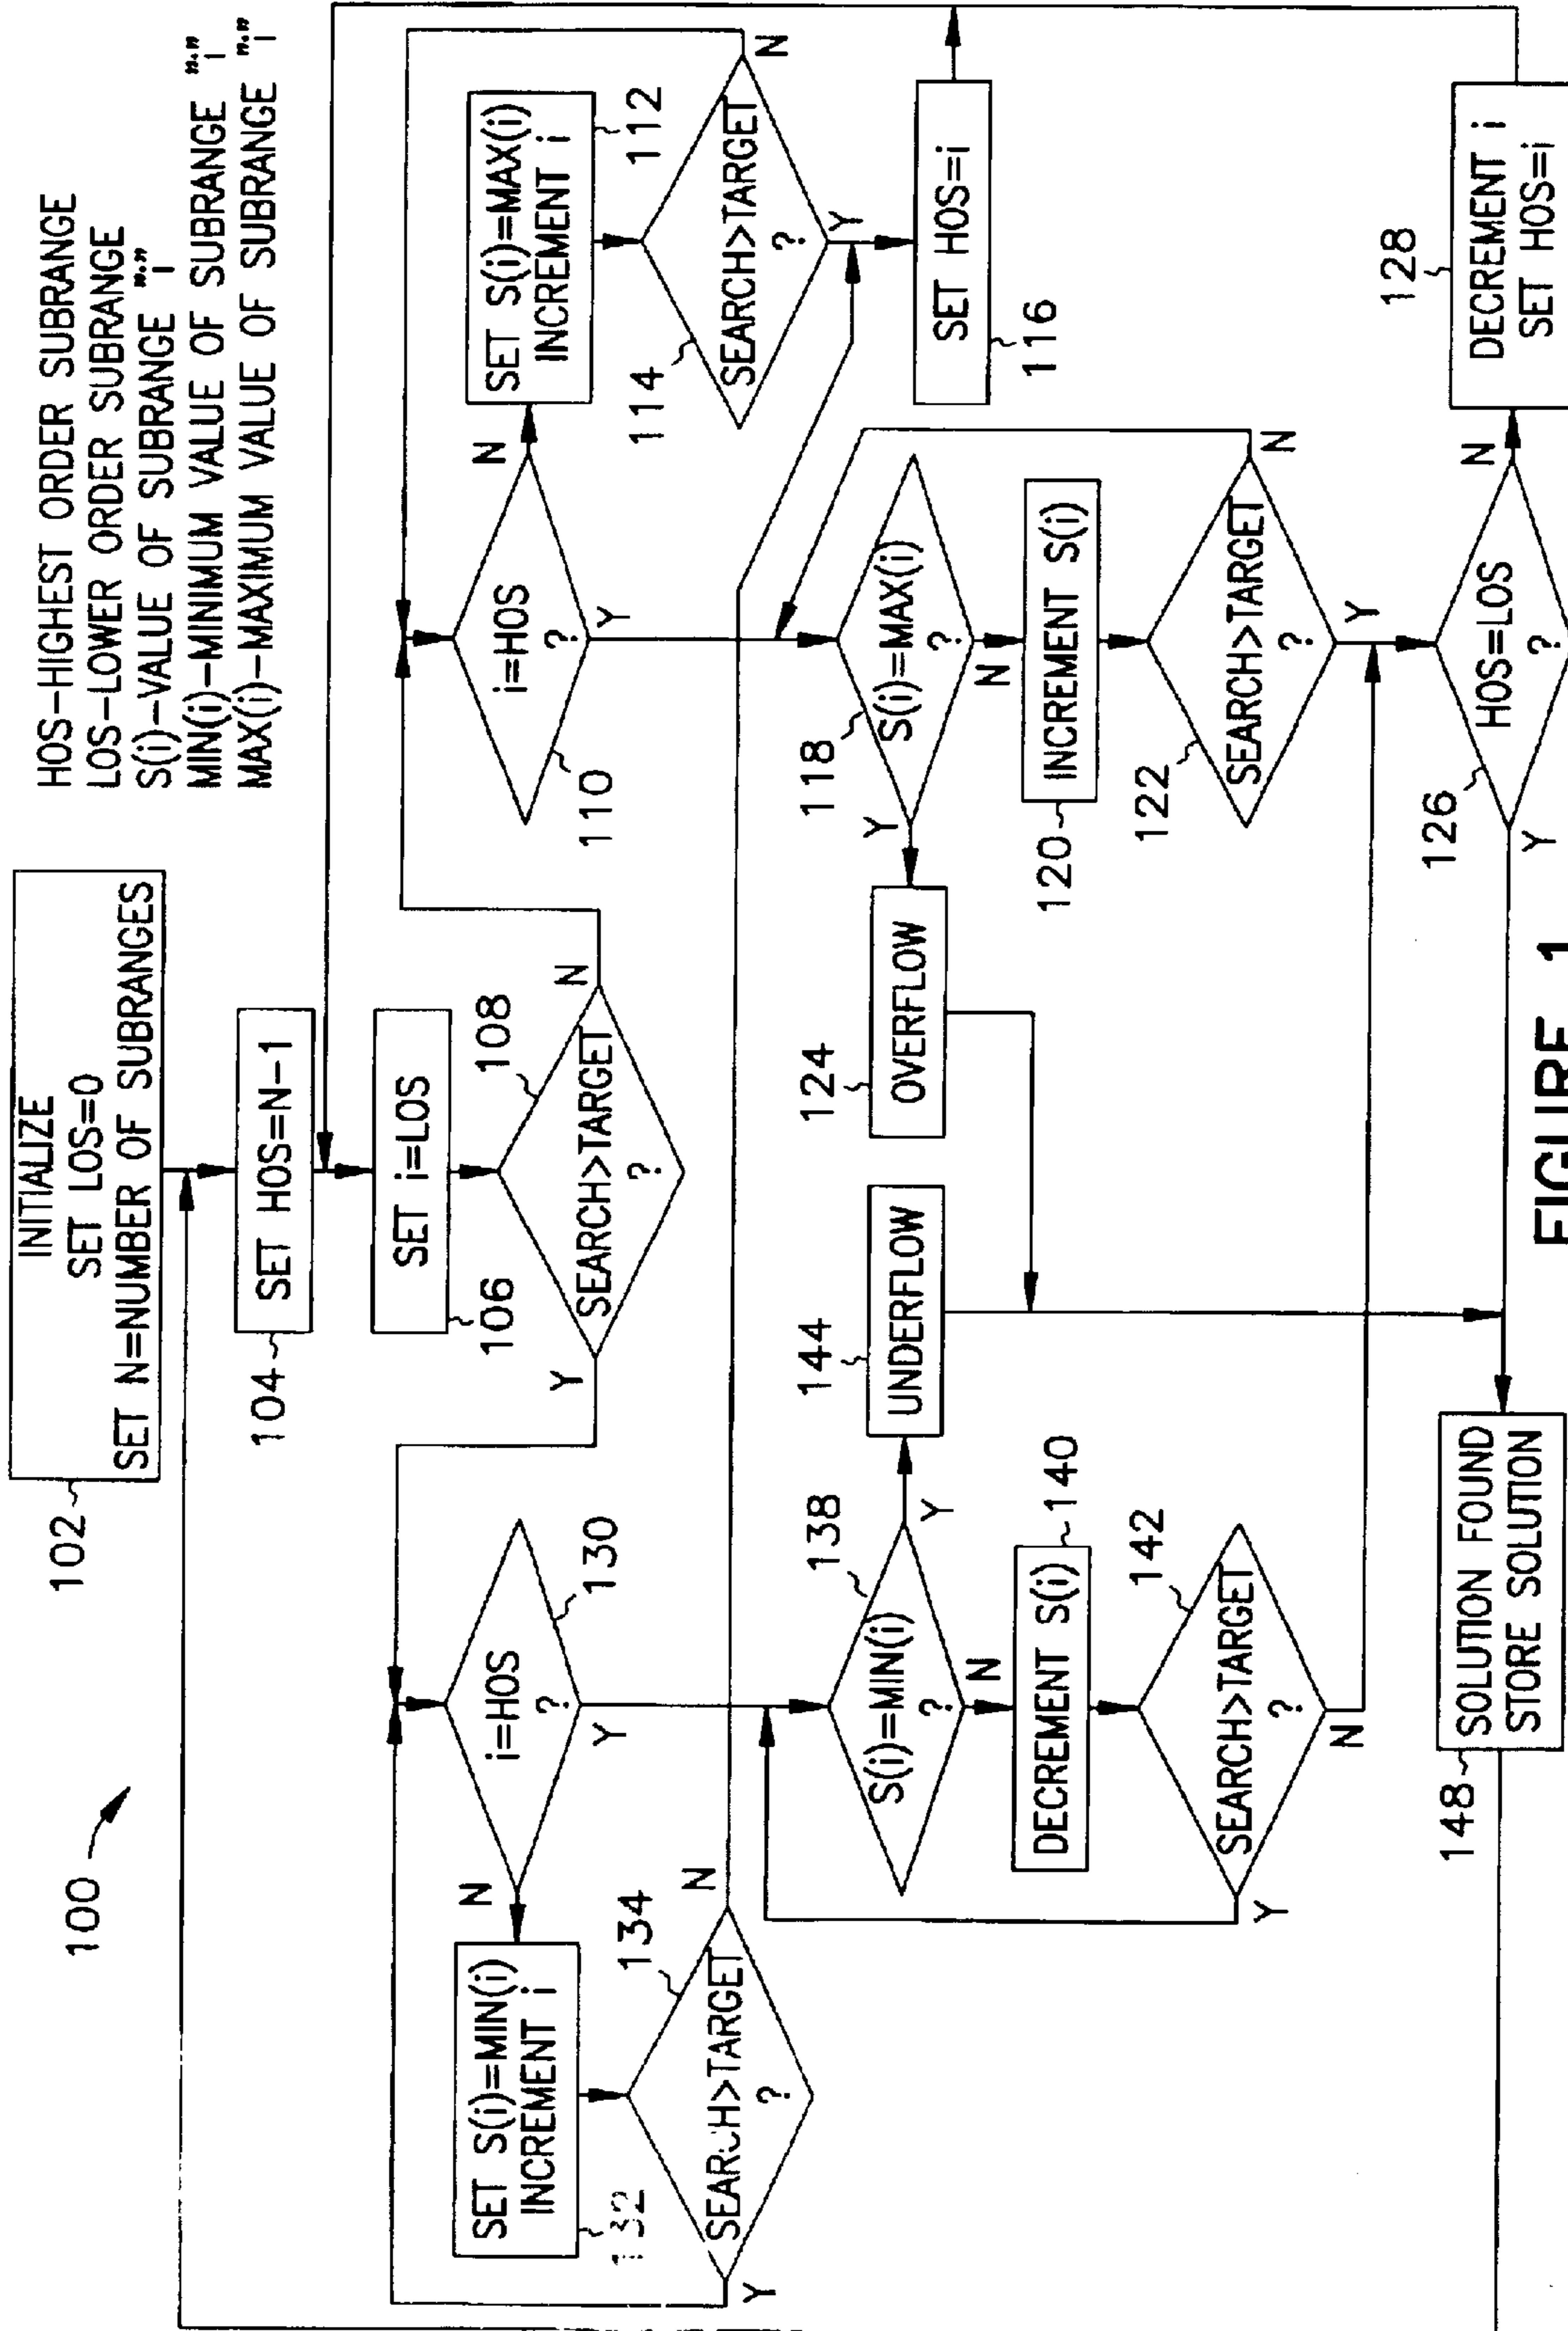 100
102
INITIALIZE
SET LOS=0
SET N=NUMBER OF SUBRANGES
HOS-HIGHEST ORDER SUBRANGE
LOS-LOWER ORDER SUBRANGE
S(i)-VALUE OF SUBRANGE "i"
MIN(i)-MINIMUM VALUE OF SUBRANGE "i"
MAX(i)-MAXIMUM VALUE OF SUBRANGE "i"
104
SET HOS=N-1
106
SET i=LOS
108
SEARCH>TARGET
?
Y
N
130
i=HOS
?
N
Y
132
SET S(i)=MIN(i)
INCREMENT i
134
SEARCH>TARGET
?
Y
N
110
i=HOS
?
N
Y
112
SET S(i)=MAX(i)
INCREMENT i
114
SEARCH>TARGET
?
N
Y
116
SET HOS=i
138
S(i)=MIN(i)
?
Y
N
140
DECREMENT S(i)
142
SEARCH>TARGET
?
Y
N
144
UNDERFLOW
124
OVERFLOW
118
S(i)=MAX(i)
?
Y
N
120
INCREMENT S(i)
122
SEARCH>TARGET
?
N
Y
126
HOS=LOS
?
Y
N
128
DECREMENT i
SET HOS=i
148
SOLUTION FOUND
STORE SOLUTION
FIGURE 1